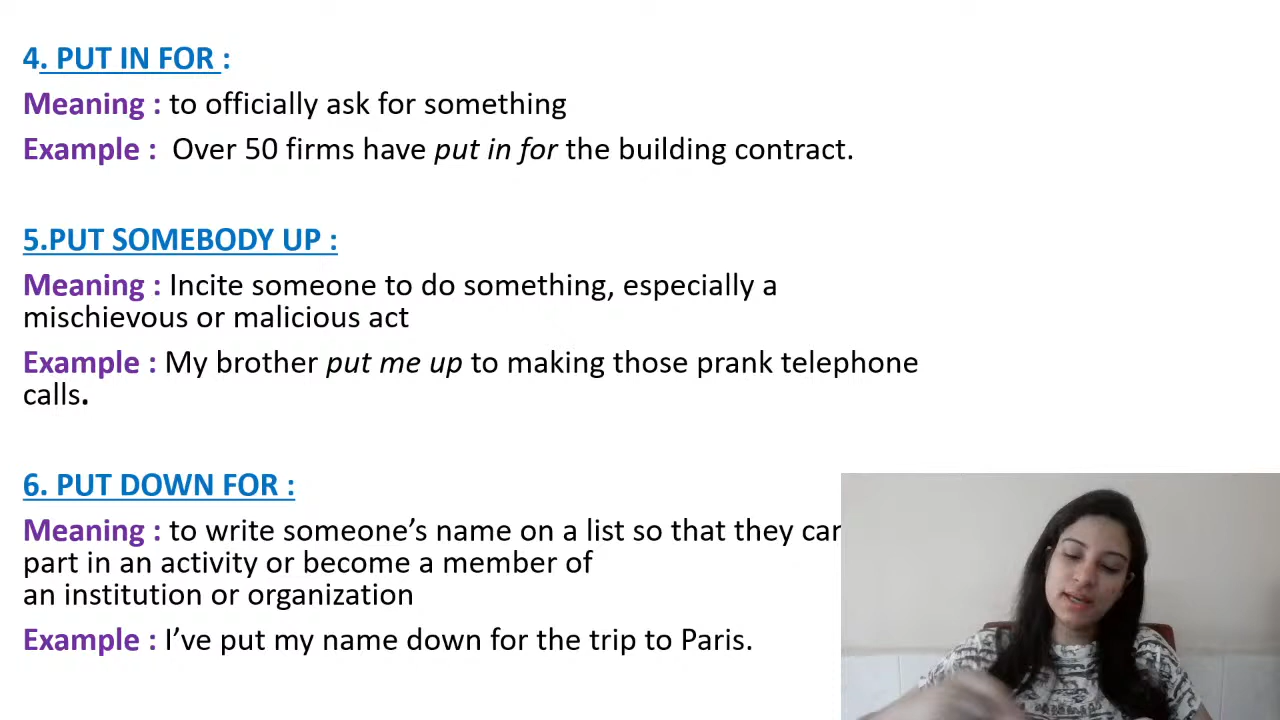 4. PUT IN FOR :
Meaning : to officially ask for something
Example : Over 50 firms have put in for the building contract.
5.PUT SOMEBODY UP :
Meaning : Incite someone to do something, especially a
mischievous or malicious act
Example : My brother put me up to making those prank telephone
calls.
6. PUT DOWN FOR :
Meaning : to write someone’s name on a list so that they can
part in an activity or become a member of
an institution or organization
Example : I’ve put my name down for the trip to Paris.